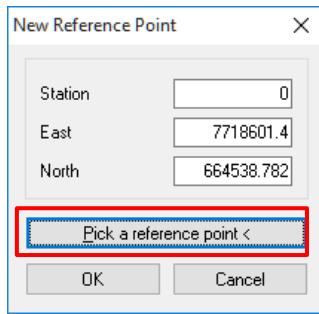 New Reference Point
Station 0
East 7718601.4
North 664538.782
Pick a reference point <
OK Cancel